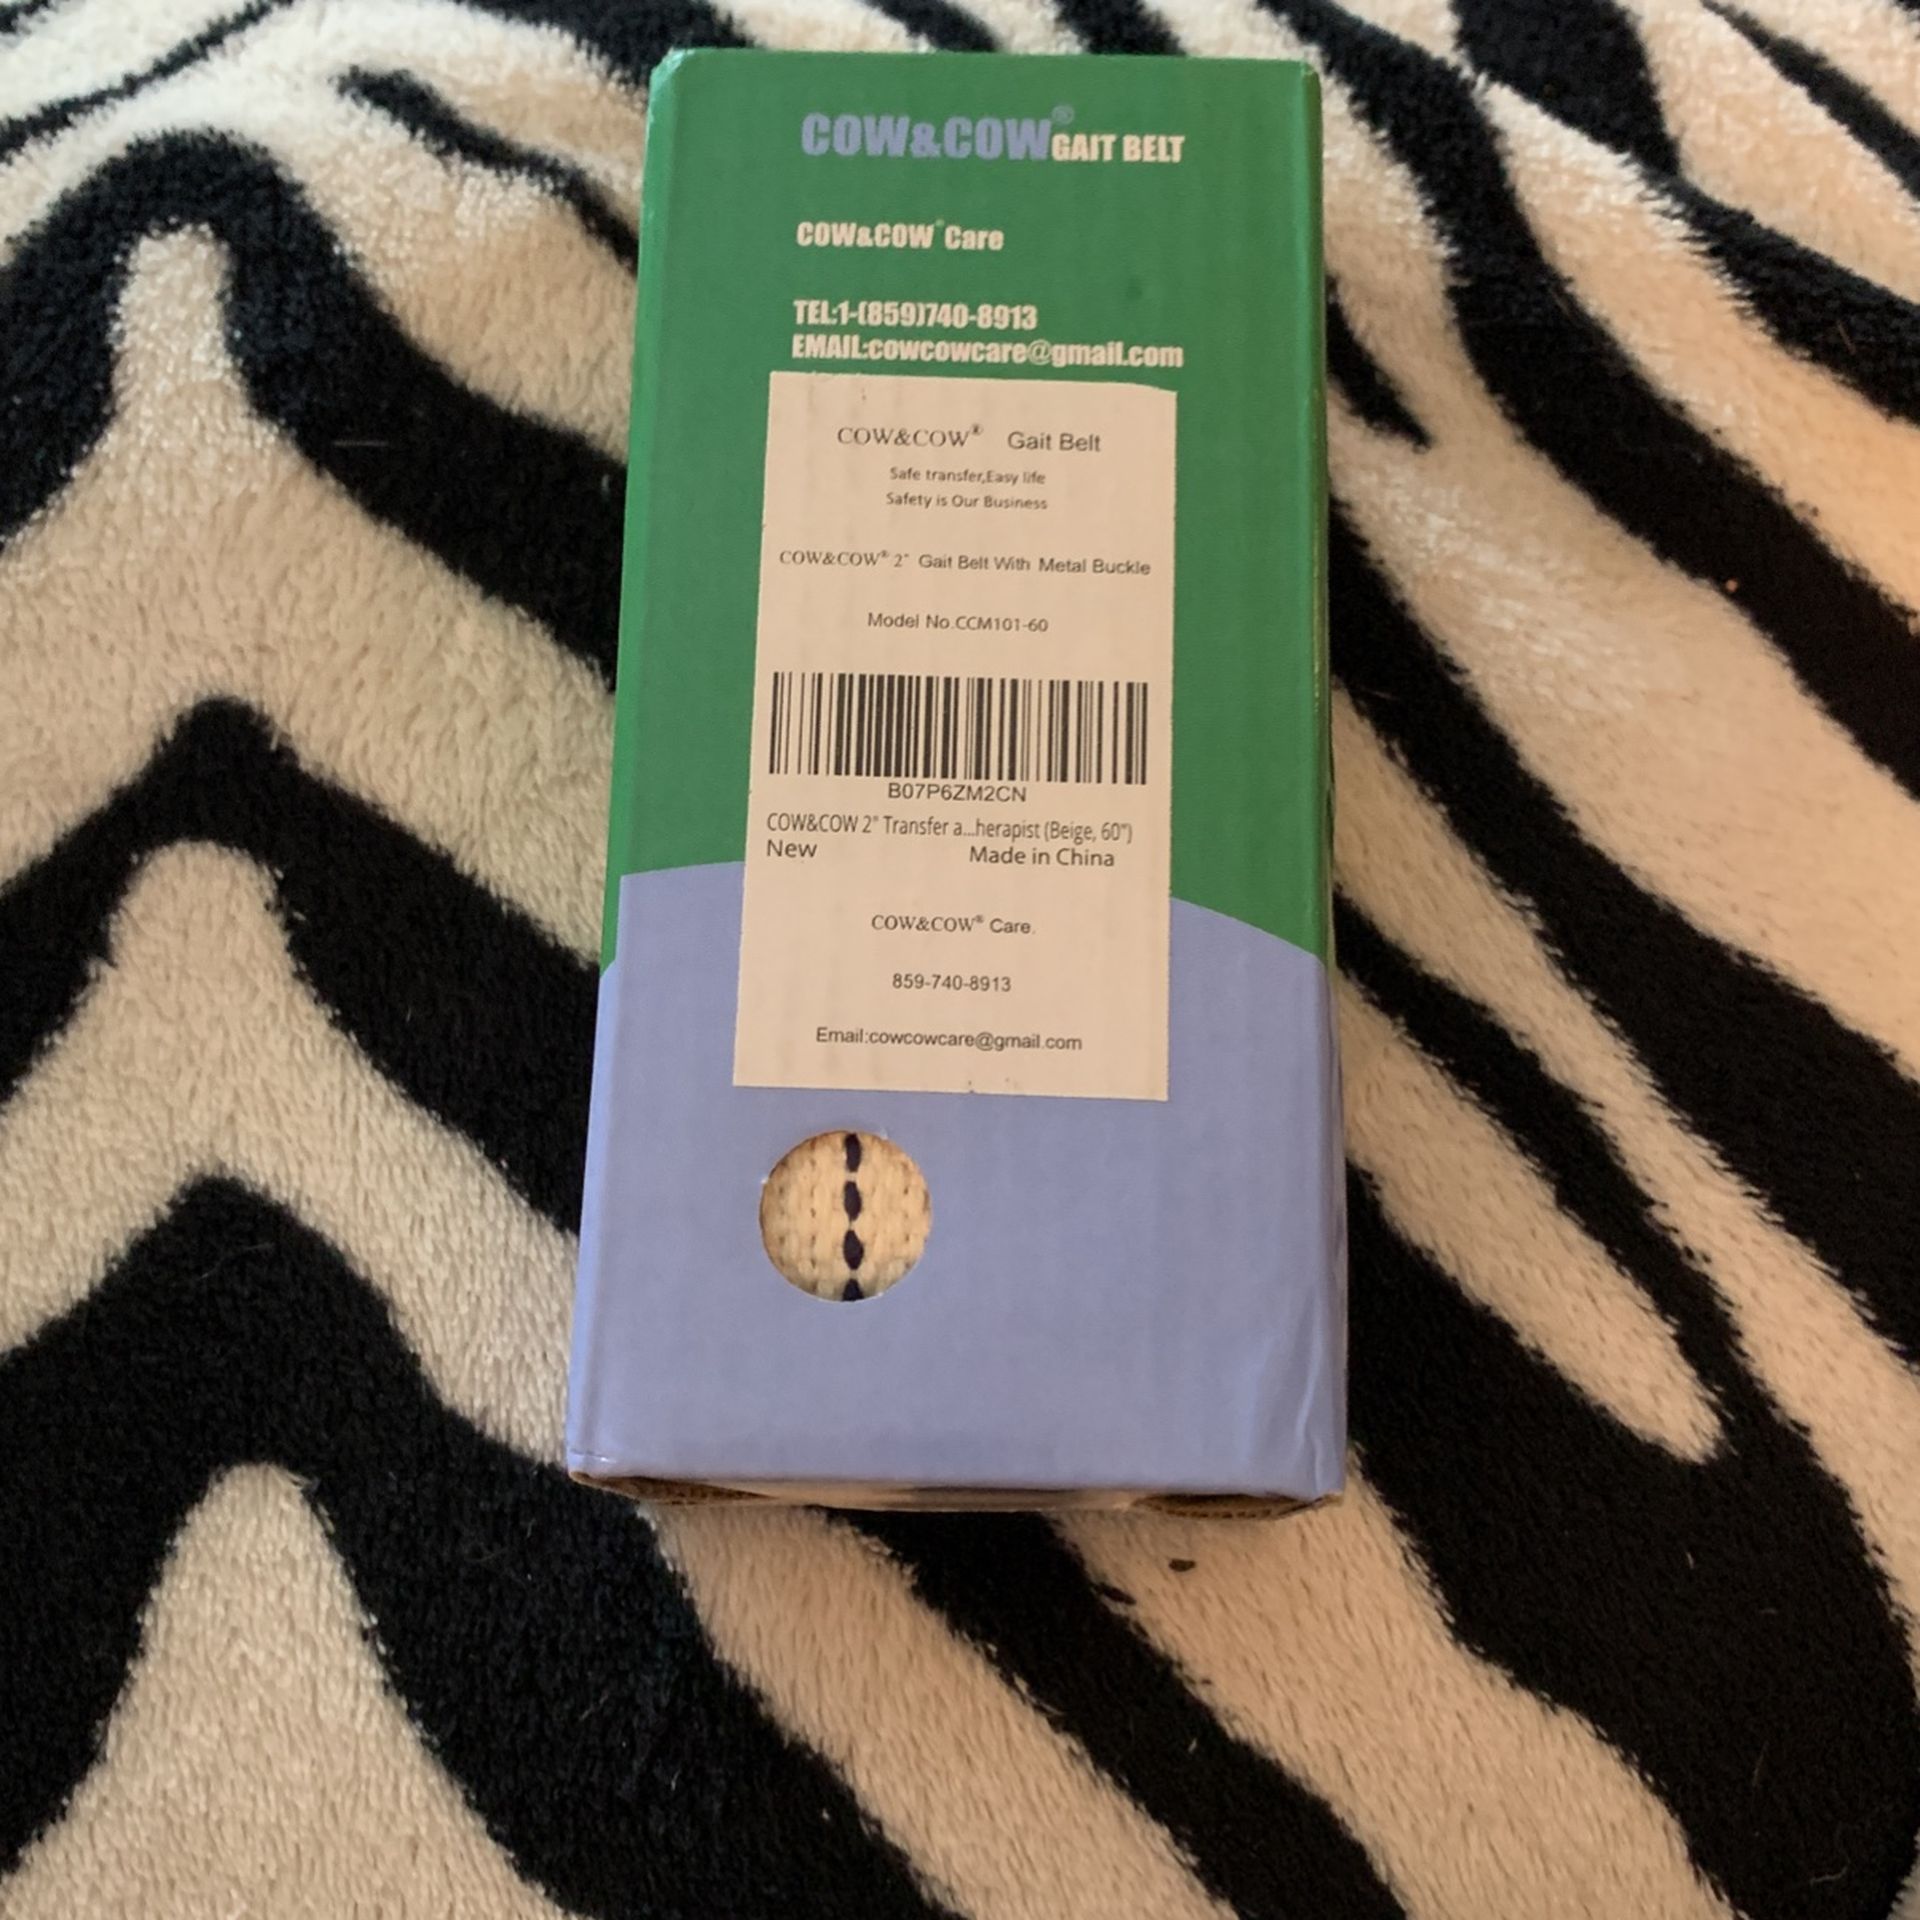 COW&COW® GAIT BELT
COW&COW® Care
TEL:1-(859)740-8913
EMAIL:cowcowcare@gmail.com
COW&COW® Gait Belt
Safe transfer,Easy life
Safety is Our Business
COW&COW® 2" Gait Belt With Metal Buckle
Model No.CCM101-60
B07P6ZM2CN
COW&COW 2" Transfer a...herapist (Beige, 60")
New Made in China
COW&COW® Care.
859-740-8913
Email:cowcowcare@gmail.com